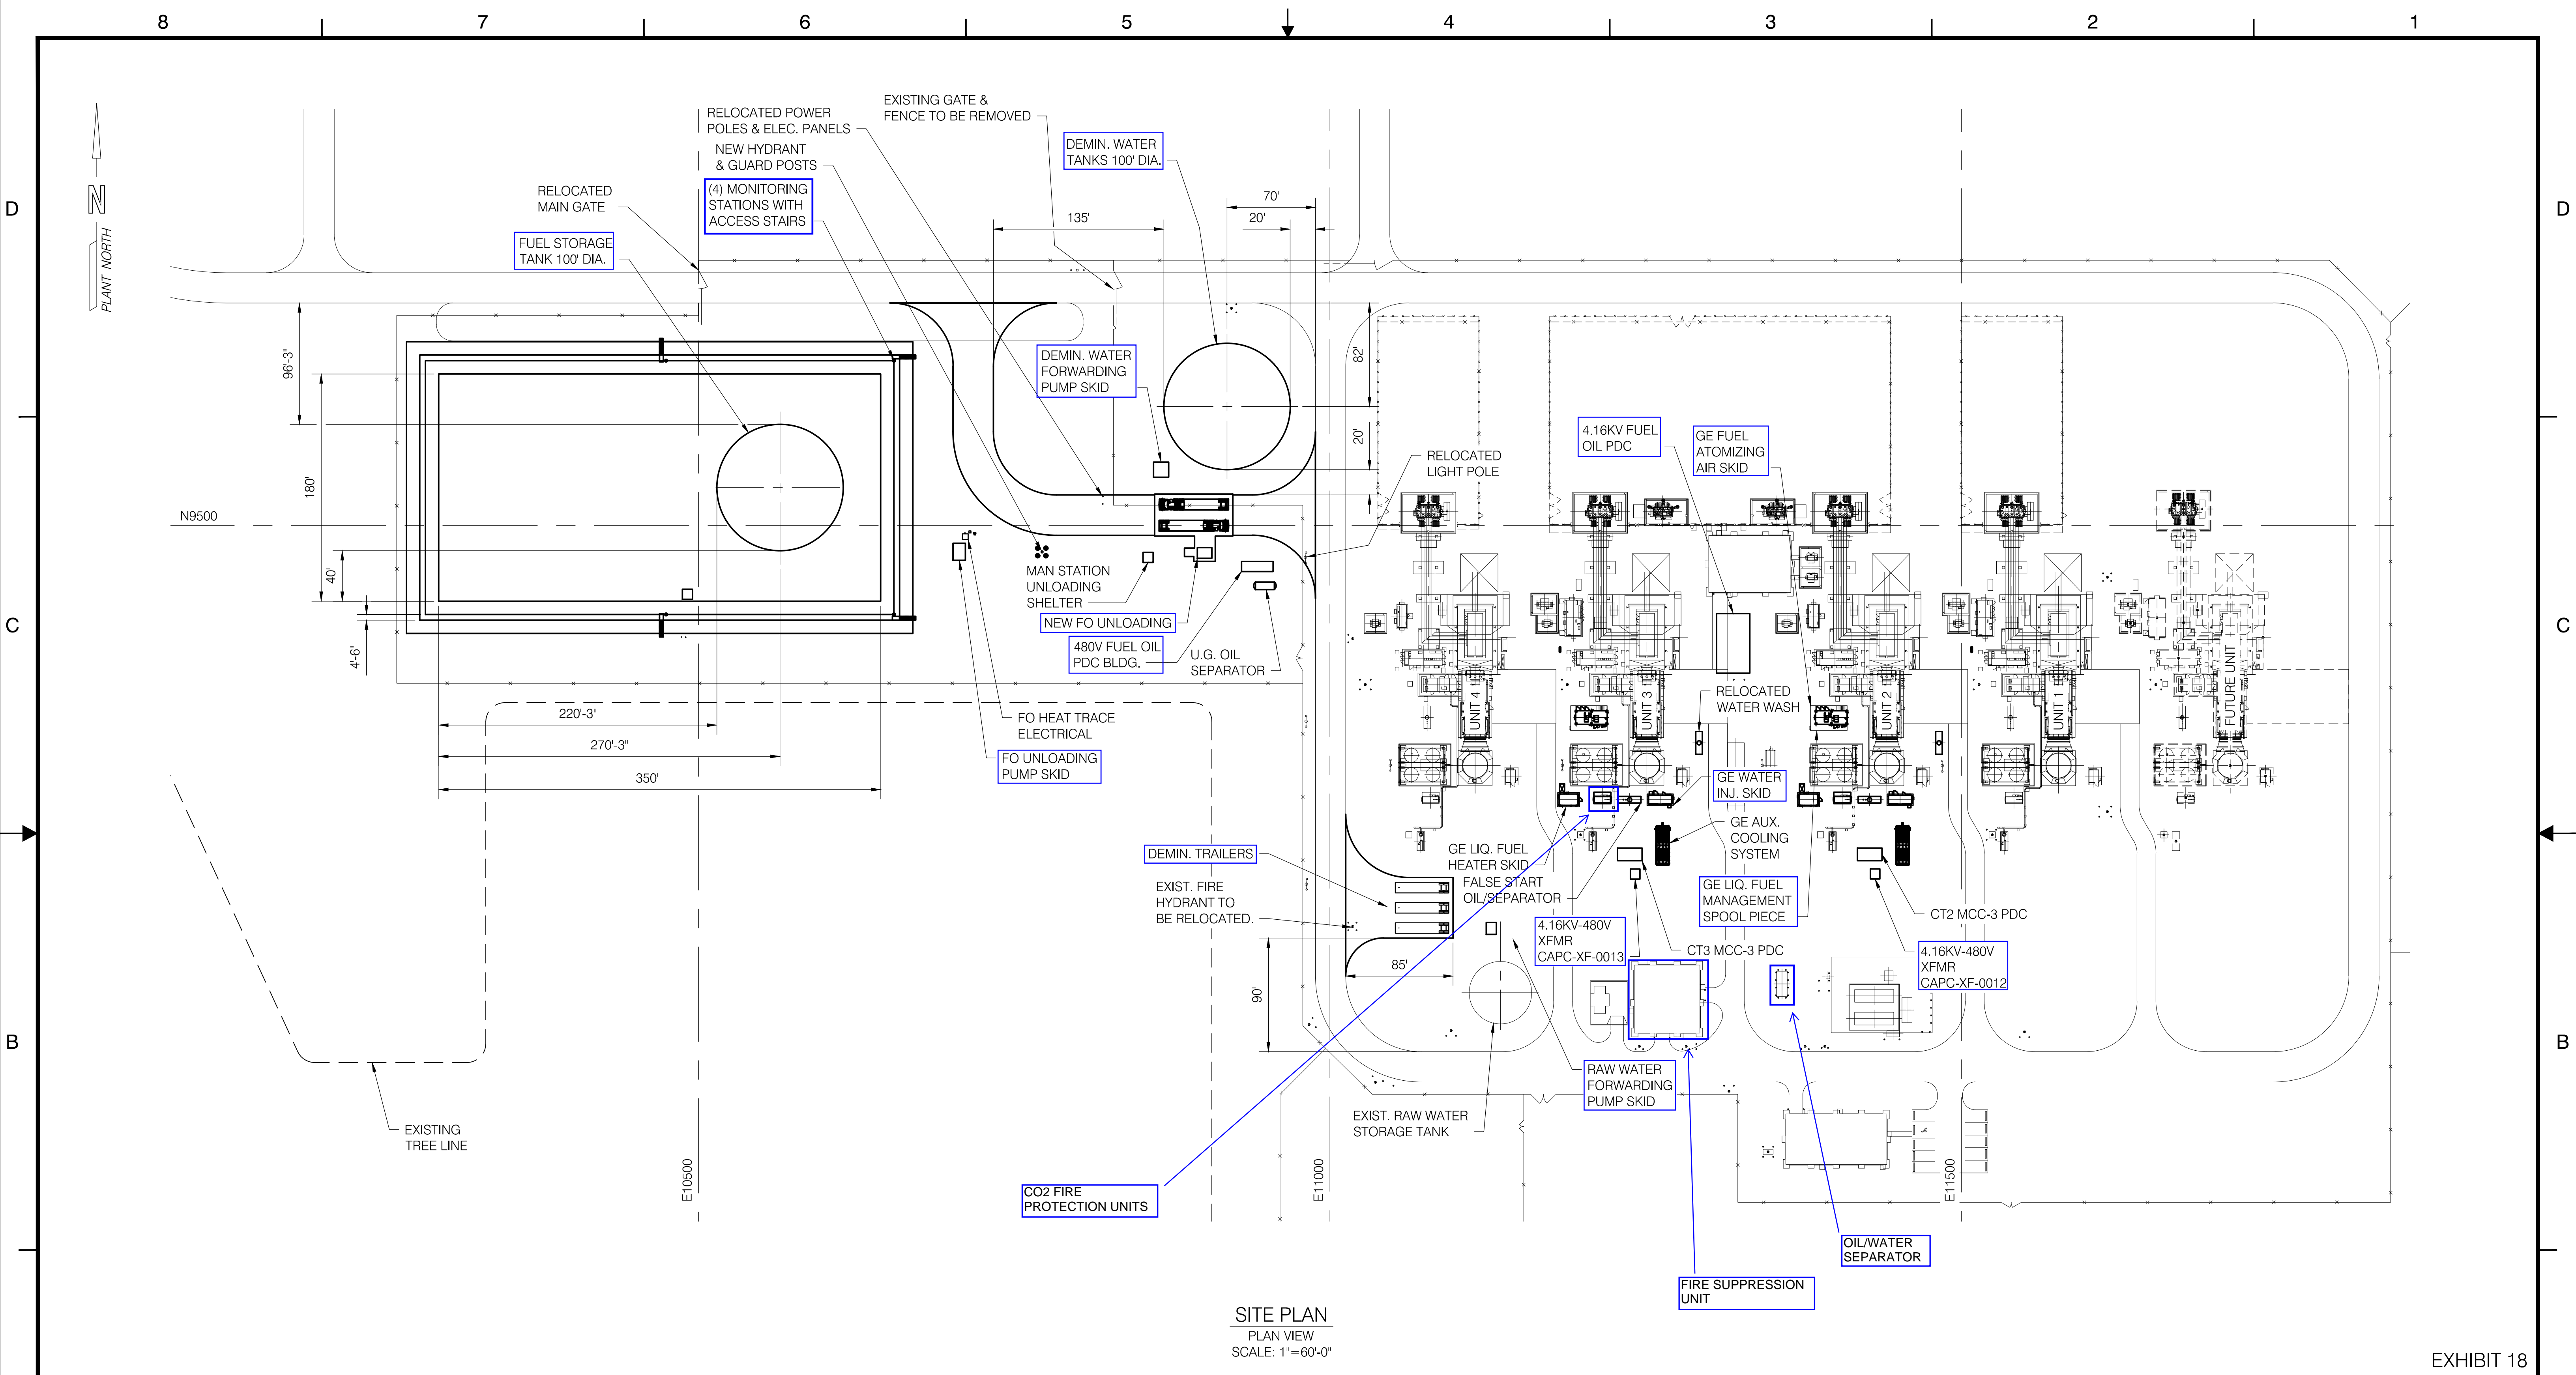 8
7
6
5
4
3
2
1
D
D
C
C
B
B
N
PLANT NORTH
RELOCATED POWER
POLES & ELEC. PANELS
EXISTING GATE &
FENCE TO BE REMOVED
NEW HYDRANT
& GUARD POSTS
(4) MONITORING
STATIONS WITH
ACCESS STAIRS
RELOCATED
MAIN GATE
FUEL STORAGE
TANK 100' DIA.
DEMIN. WATER
TANKS 100' DIA.
135'
70'
20'
82'
20'
96'-3"
180'
40'
4'-6"
N9500
220'-3"
270'-3"
350'
DEMIN. WATER
FORWARDING
PUMP SKID
RELOCATED
LIGHT POLE
4.16KV FUEL
OIL PDC
GE FUEL
ATOMIZING
AIR SKID
MAN STATION
UNLOADING
SHELTER
NEW FO UNLOADING
480V FUEL OIL
PDC BLDG.
U.G. OIL
SEPARATOR
FO HEAT TRACE
ELECTRICAL
FO UNLOADING
PUMP SKID
UNIT 4
UNIT 3
UNIT 2
UNIT 1
FUTURE UNIT
RELOCATED
WATER WASH
GE WATER
INJ. SKID
GE AUX.
COOLING
SYSTEM
GE LIQ. FUEL
HEATER SKID
FALSE START
OIL/SEPARATOR
GE LIQ. FUEL
MANAGEMENT
SPOOL PIECE
DEMIN. TRAILERS
EXIST. FIRE
HYDRANT TO
BE RELOCATED.
4.16KV-480V
XFMR
CAPC-XF-0013
CT3 MCC-3 PDC
CT2 MCC-3 PDC
4.16KV-480V
XFMR
CAPC-XF-0012
85'
90'
RAW WATER
FORWARDING
PUMP SKID
EXIST. RAW WATER
STORAGE TANK
EXISTING
TREE LINE
E10500
E11000
E11500
CO2 FIRE
PROTECTION UNITS
OIL/WATER
SEPARATOR
FIRE SUPPRESSION
UNIT
SITE PLAN
PLAN VIEW
SCALE: 1"=60'-0"
EXHIBIT 18